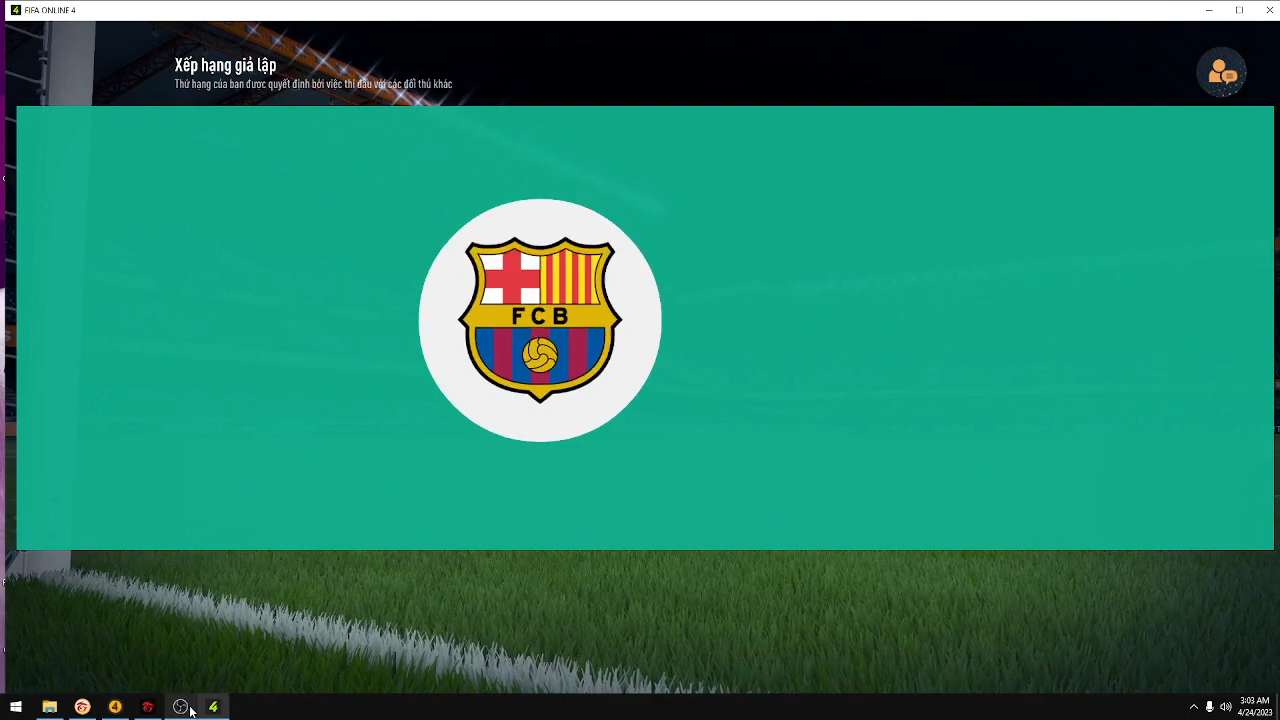 FIFA ONLINE 4
Xếp hạng giả lập
Thứ hạng của bạn được quyết định bởi việc thi đấu với các đối thủ khác
FCB
3:03 AM
4/24/2023